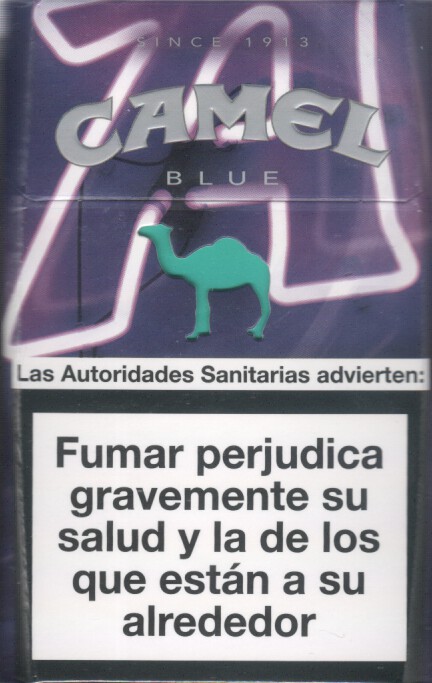 SINCE 1913
CAMEL
BLUE
Las Autoridades Sanitarias advierten:
Fumar perjudica
gravemente su
salud y la de los
que están a su
alrededor